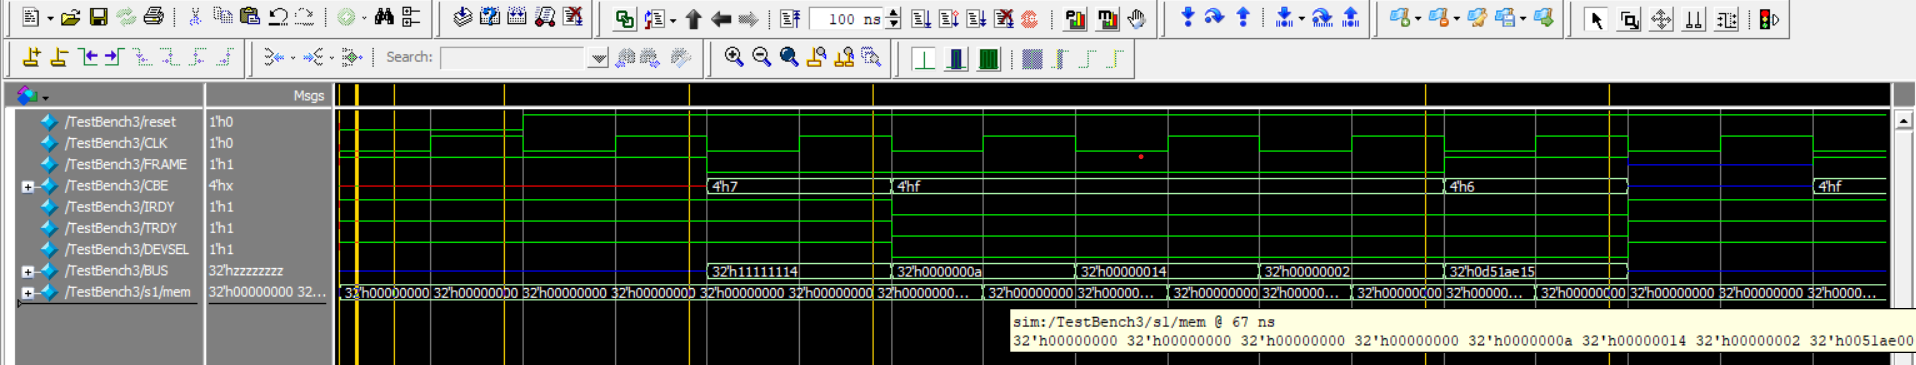 100 ns
Search:
Msgs
/TestBench3/reset 1'h0
/TestBench3/CLK 1'h0
/TestBench3/FRAME 1'h1
/TestBench3/CBE 4'hx 4'h7 4'hf 4'h6 4'hf
/TestBench3/IRDY 1'h1
/TestBench3/TRDY 1'h1
/TestBench3/DEVSEL 1'h1
/TestBench3/BUS 32'hzzzzzzzz 32'h11111114 32'h0000000a 32'h00000014 32'h00000002 32'h0d51ae15
/TestBench3/s1/mem 32'h00000000 32... 32'h00000000 32'h00000000 32'h00000000 32'h00000000 32'h00000000 32'h00000000 32'h0000000... 32'h00000000 32'h00000... 32'h00000000 32'h00000... 32'h00000000 32'h00000... 32'h00000000 32'h00000000 32'h00000000 32'h0000...
sim:/TestBench3/s1/mem @ 67 ns
32'h00000000 32'h00000000 32'h00000000 32'h00000000 32'h0000000a 32'h00000014 32'h00000002 32'h0051ae00